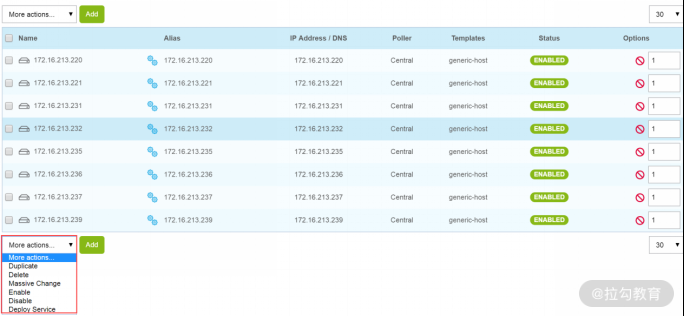 More actions... Add 30
Name Alias IP Address / DNS Poller Templates Status Options
172.16.213.220 172.16.213.220 172.16.213.220 Central generic-host ENABLED 1
172.16.213.221 172.16.213.221 172.16.213.221 Central generic-host ENABLED 1
172.16.213.231 172.16.213.231 172.16.213.231 Central generic-host ENABLED 1
172.16.213.232 172.16.213.232 172.16.213.232 Central generic-host ENABLED 1
172.16.213.235 172.16.213.235 172.16.213.235 Central generic-host ENABLED 1
172.16.213.236 172.16.213.236 172.16.213.236 Central generic-host ENABLED 1
172.16.213.237 172.16.213.237 172.16.213.237 Central generic-host ENABLED 1
172.16.213.239 172.16.213.239 172.16.213.239 Central generic-host ENABLED 1
More actions... Add 30
More actions...
Duplicate
Delete
Massive Change
Enable
Disable
Deploy Service
@拉勾教育